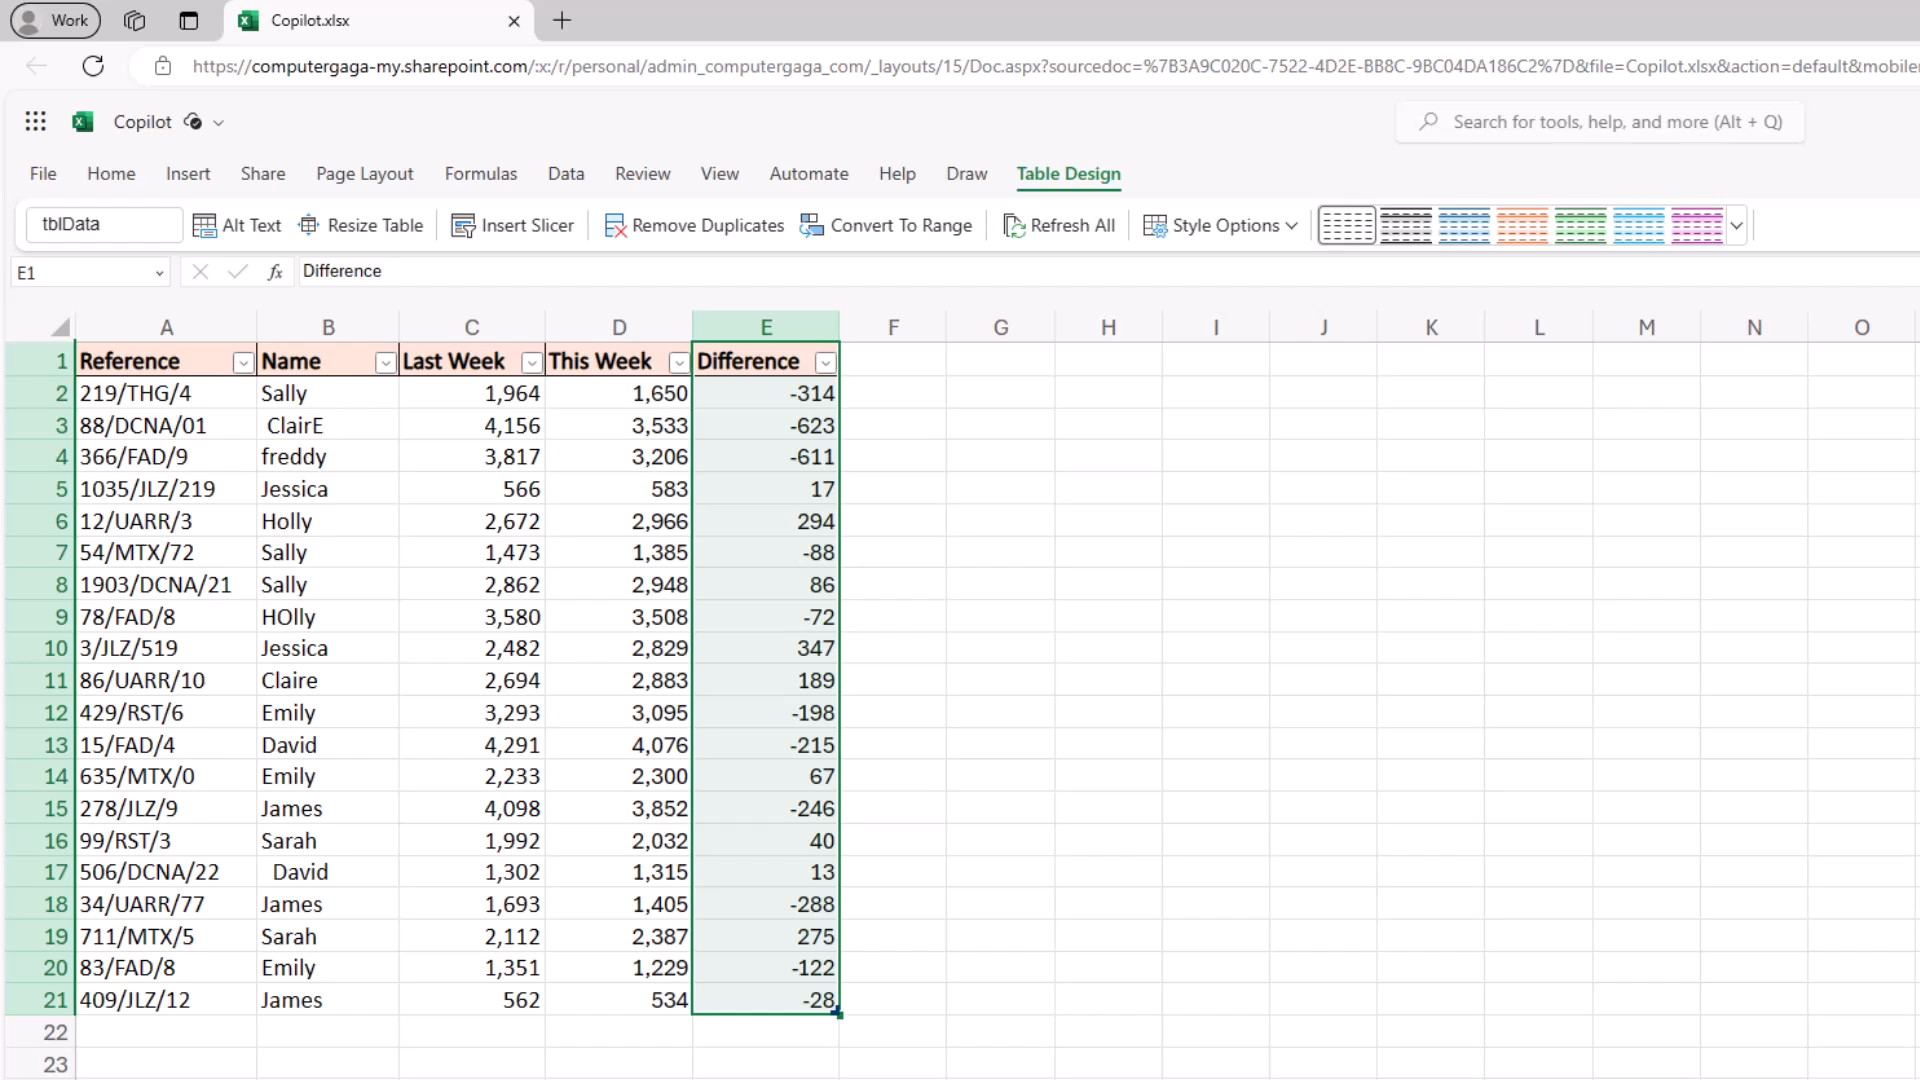 Work Copilot.xlsx
https://computergaga-my.sharepoint.com/:x:/r/personal/admin_computergaga_com/_layouts/15/Doc.aspx?sourcedoc=%7B3A9C020C-7522-4D2E-BB8C-9BC04DA186C2%7D&file=Copilot.xlsx&action=default&mobiler
Copilot Search for tools, help, and more (Alt + Q)
File Home Insert Share Page Layout Formulas Data Review View Automate Help Draw Table Design
tblData Alt Text Resize Table Insert Slicer Remove Duplicates Convert To Range Refresh All Style Options
E1 fx Difference
A B C D E F G H I J K L M N O
1 Reference Name Last Week This Week Difference
2 219/THG/4 Sally 1,964 1,650 -314
3 88/DCNA/01 ClairE 4,156 3,533 -623
4 366/FAD/9 freddy 3,817 3,206 -611
5 1035/JLZ/219 Jessica 566 583 17
6 12/UARR/3 Holly 2,672 2,966 294
7 54/MTX/72 Sally 1,473 1,385 -88
8 1903/DCNA/21 Sally 2,862 2,948 86
9 78/FAD/8 HOlly 3,580 3,508 -72
10 3/JLZ/519 Jessica 2,482 2,829 347
11 86/UARR/10 Claire 2,694 2,883 189
12 429/RST/6 Emily 3,293 3,095 -198
13 15/FAD/4 David 4,291 4,076 -215
14 635/MTX/0 Emily 2,233 2,300 67
15 278/JLZ/9 James 4,098 3,852 -246
16 99/RST/3 Sarah 1,992 2,032 40
17 506/DCNA/22 David 1,302 1,315 13
18 34/UARR/77 James 1,693 1,405 -288
19 711/MTX/5 Sarah 2,112 2,387 275
20 83/FAD/8 Emily 1,351 1,229 -122
21 409/JLZ/12 James 562 534 -28
22
23